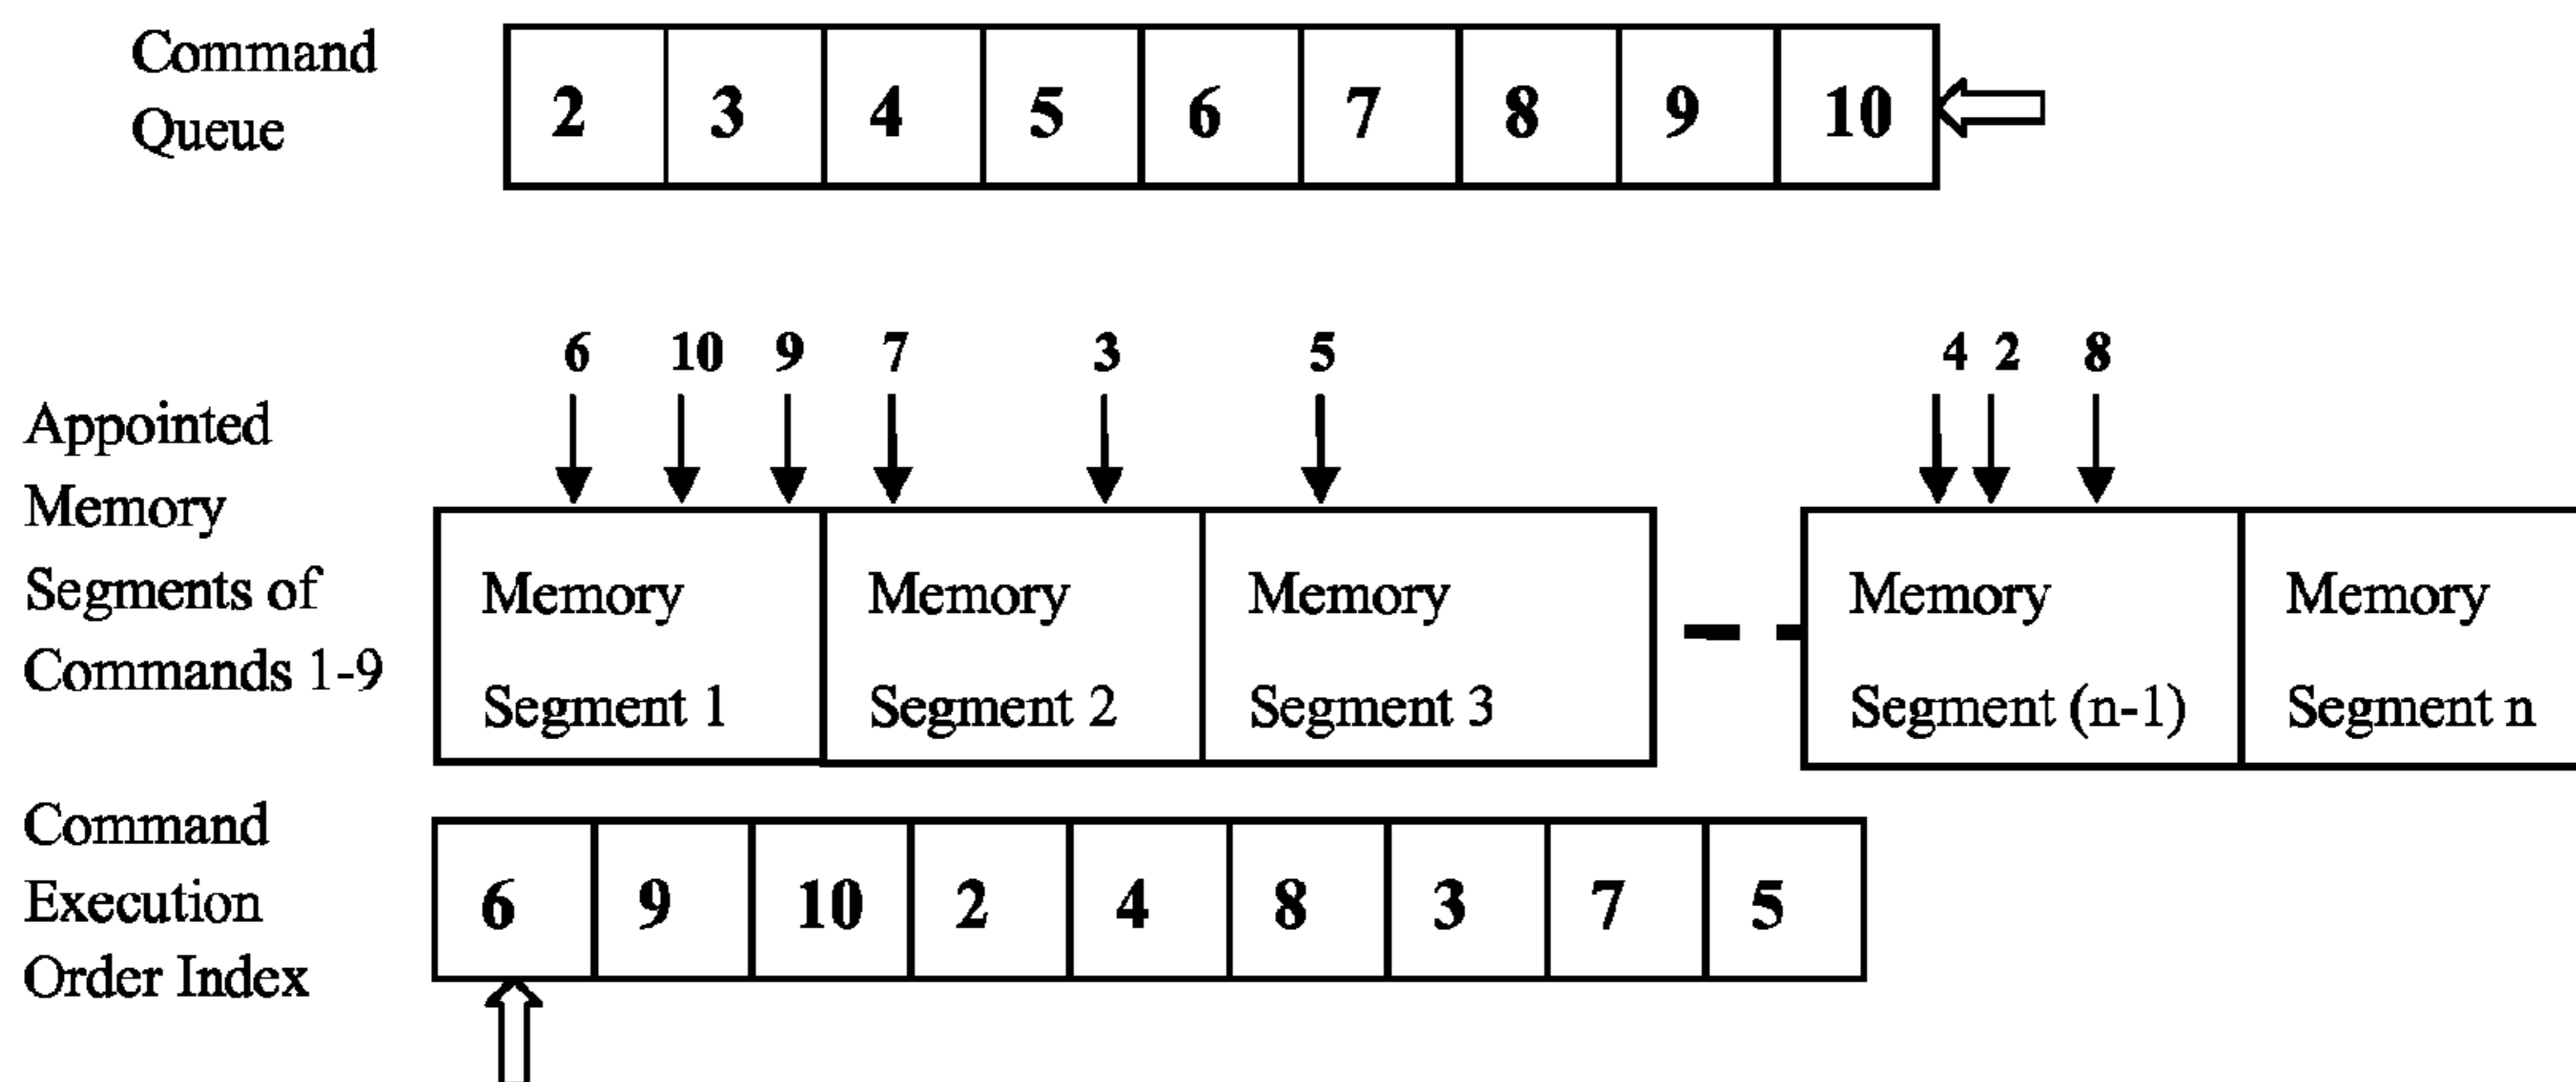 Command
Queue
2 3 4 5 6 7 8 9 10
6 10 9 7 3 5 4 2 8
Appointed
Memory
Segments of
Commands 1-9
Memory
Segment 1
Memory
Segment 2
Memory
Segment 3
Memory
Segment (n-1)
Memory
Segment n
Command
Execution
Order Index
6 9 10 2 4 8 3 7 5